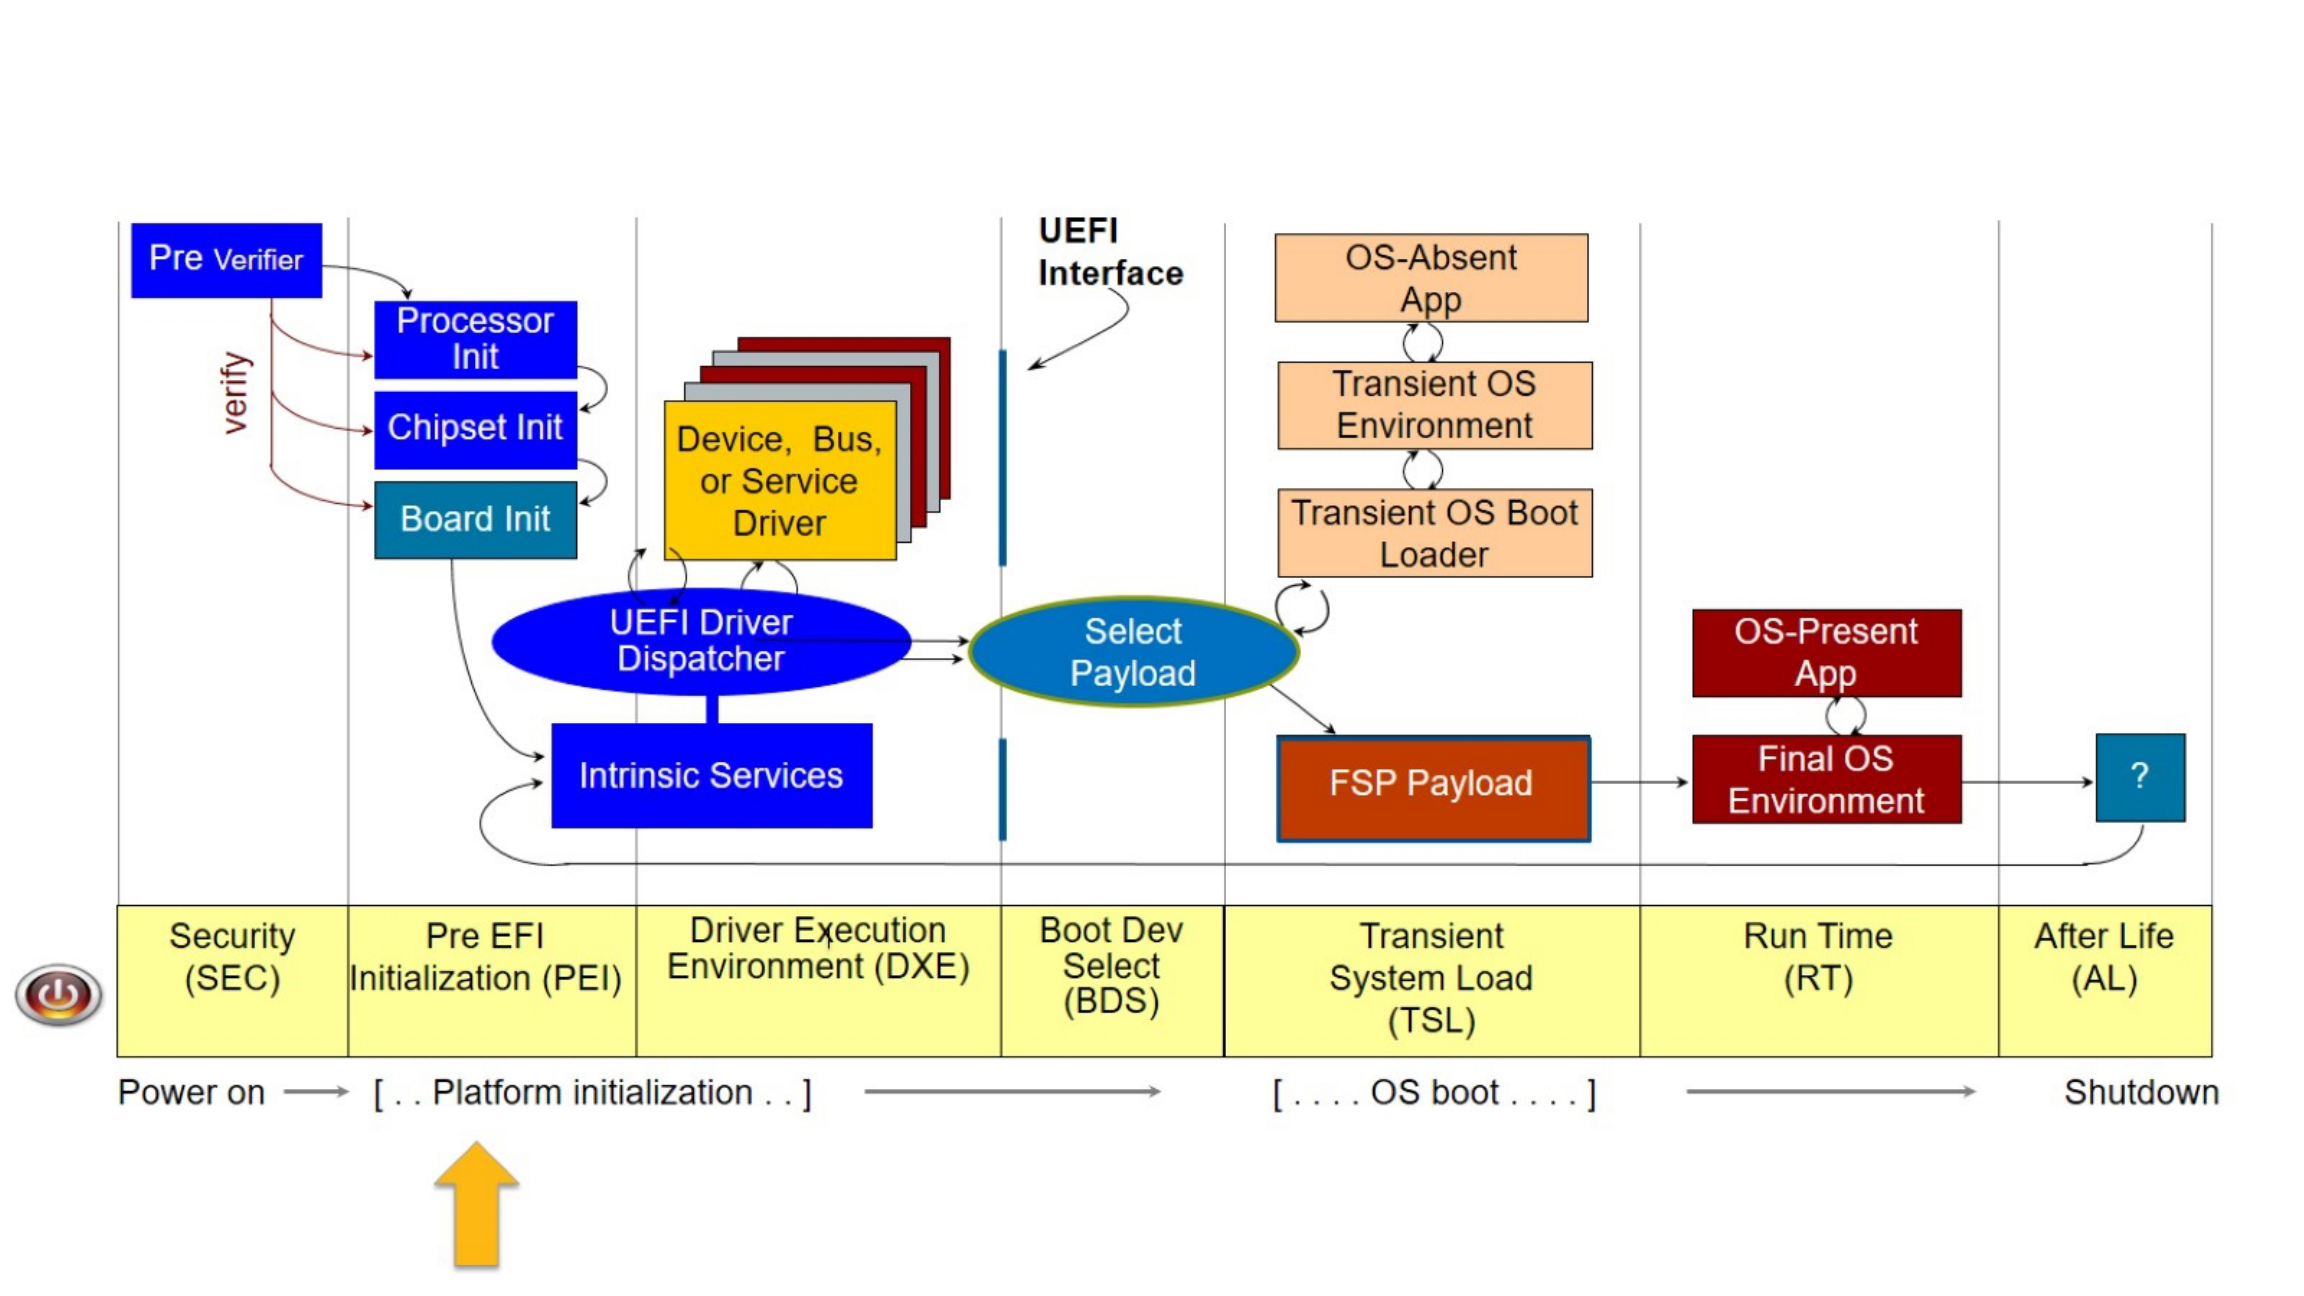 Pre Verifier
verify
Processor
Init
Chipset Init
Board Init
Device, Bus,
or Service
Driver
UEFI Driver
Dispatcher
Intrinsic Services
UEFI
Interface
Select
Payload
OS-Absent
App
Transient OS
Environment
Transient OS Boot
Loader
FSP Payload
OS-Present
App
Final OS
Environment
?
Security
(SEC)
Pre EFI
Initialization (PEI)
Driver Execution
Environment (DXE)
Boot Dev
Select
(BDS)
Transient
System Load
(TSL)
Run Time
(RT)
After Life
(AL)
Power on
[ . . Platform initialization . . ]
[ . . . . OS boot . . . . ]
Shutdown